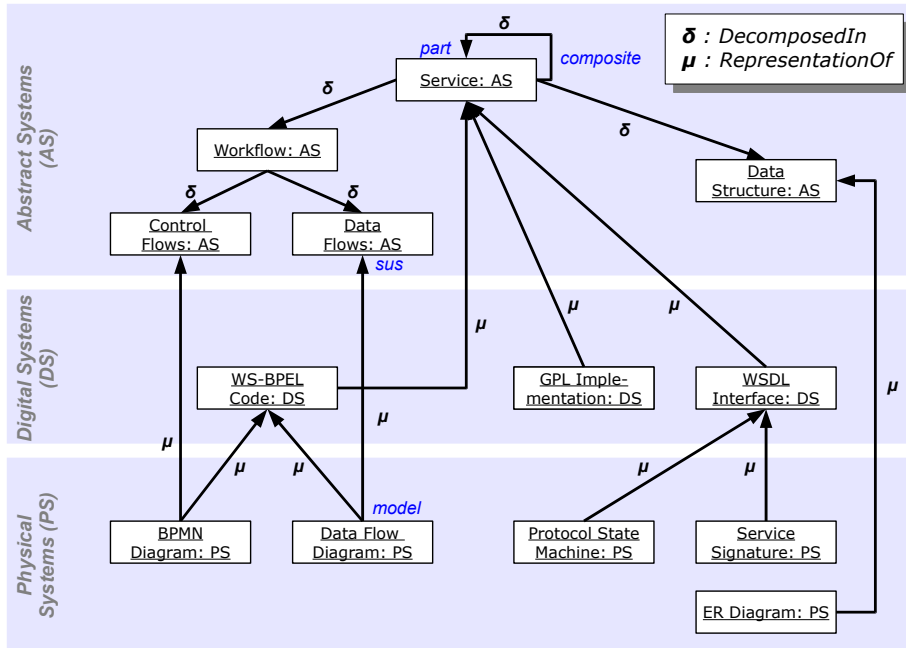 δ : DecomposedIn
μ : RepresentationOf
Abstract Systems
(AS)
δ
part
composite
Service: AS
δ
δ
Workflow: AS
Data
Structure: AS
δ
δ
Control
Flows: AS
Data
Flows: AS
sus
Digital Systems
(DS)
μ
μ
μ
WS-BPEL
Code: DS
GPL Imple-
mentation: DS
WSDL
Interface: DS
μ
μ
μ
Physical
Systems (PS)
μ
μ
μ
μ
model
BPMN
Diagram: PS
Data Flow
Diagram: PS
Protocol State
Machine: PS
Service
Signature: PS
ER Diagram: PS